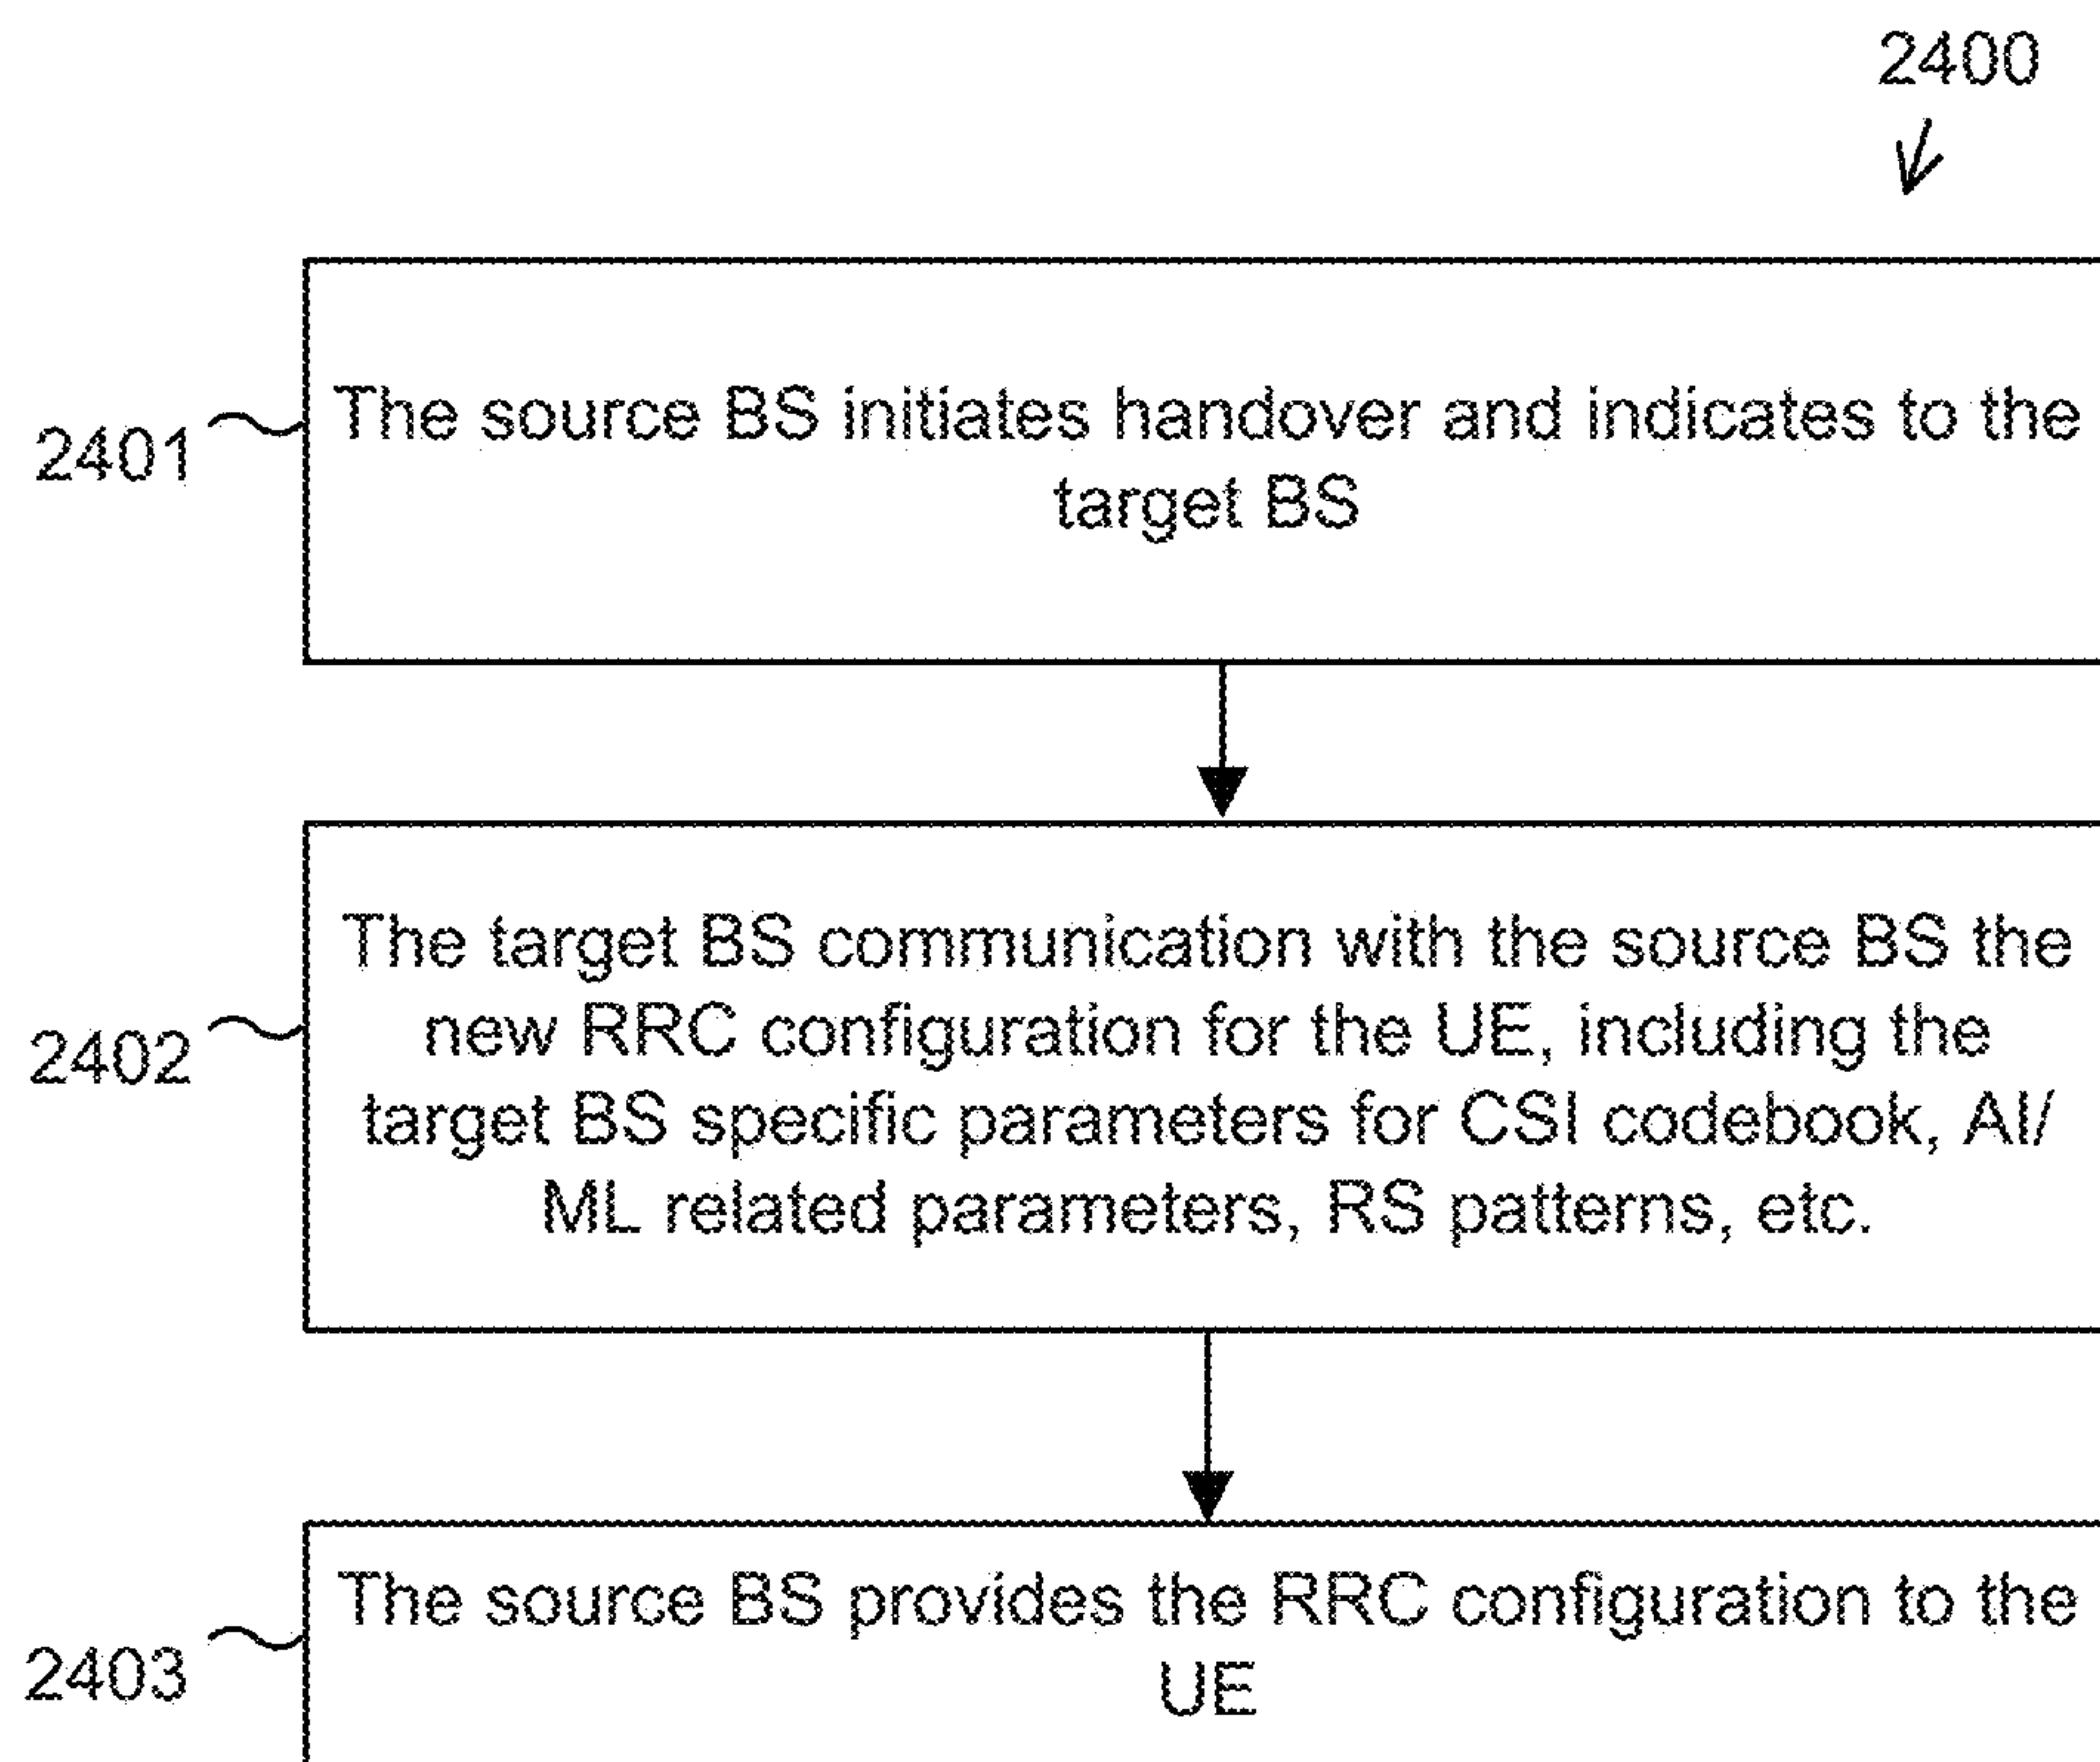 2400
2401
The source BS initiates handover and indicates to the
target BS
2402
The target BS communication with the source BS the
new RRC configuration for the UE, including the
target BS specific parameters for CSI codebook, AI/
ML related parameters, RS patterns, etc.
2403
The source BS provides the RRC configuration to the
UE